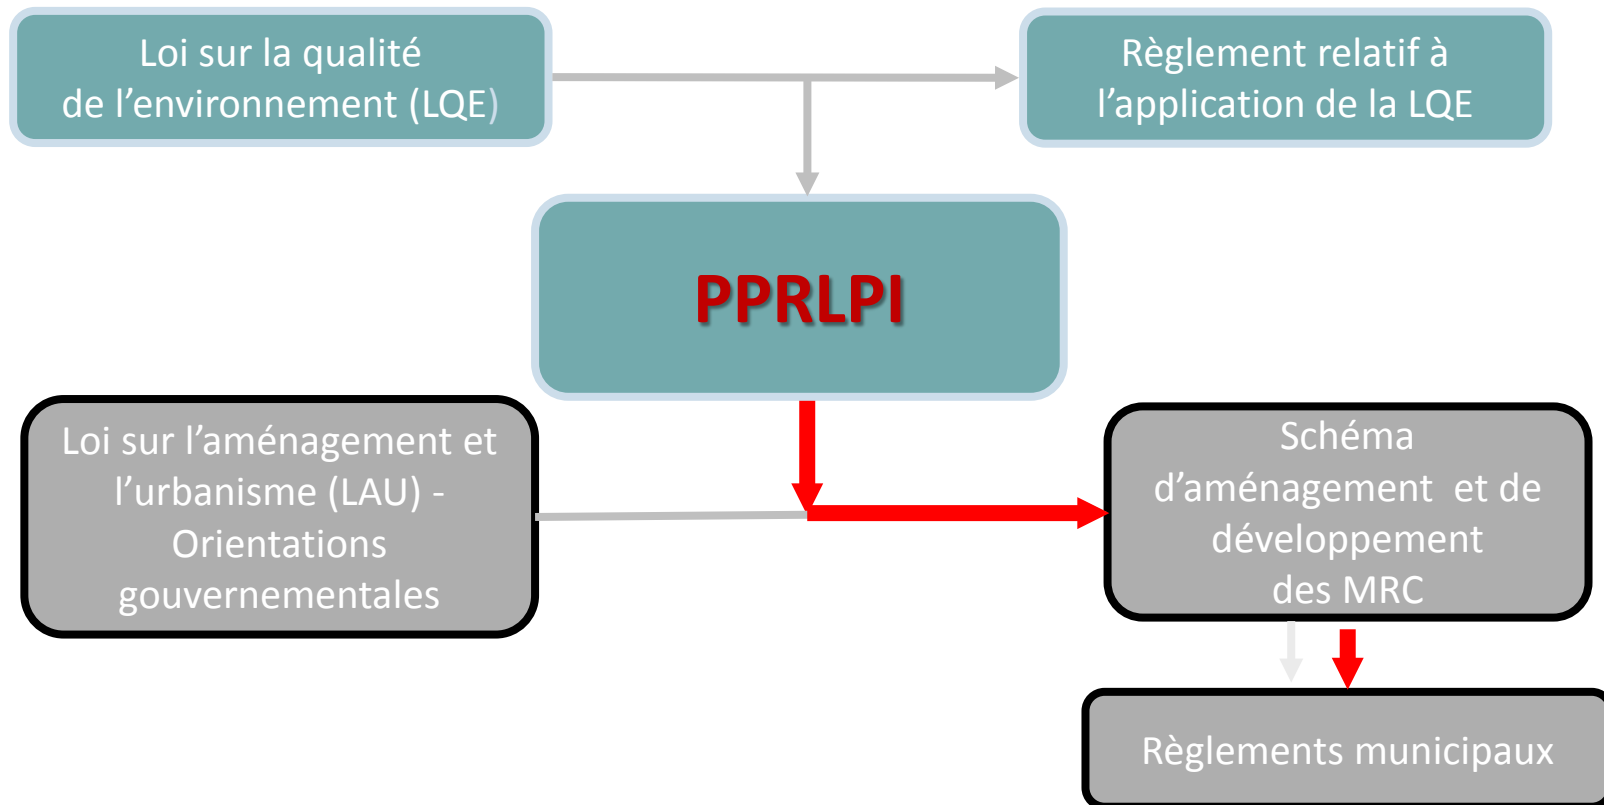 Loi sur la qualité
de l’environnement (LQE)
Règlement relatif à
l’application de la LQE
PPRLPI
Loi sur l’aménagement et
l’urbanisme (LAU) -
Orientations
gouvernementales
Schéma
d’aménagement et de
développement
des MRC
Règlements municipaux